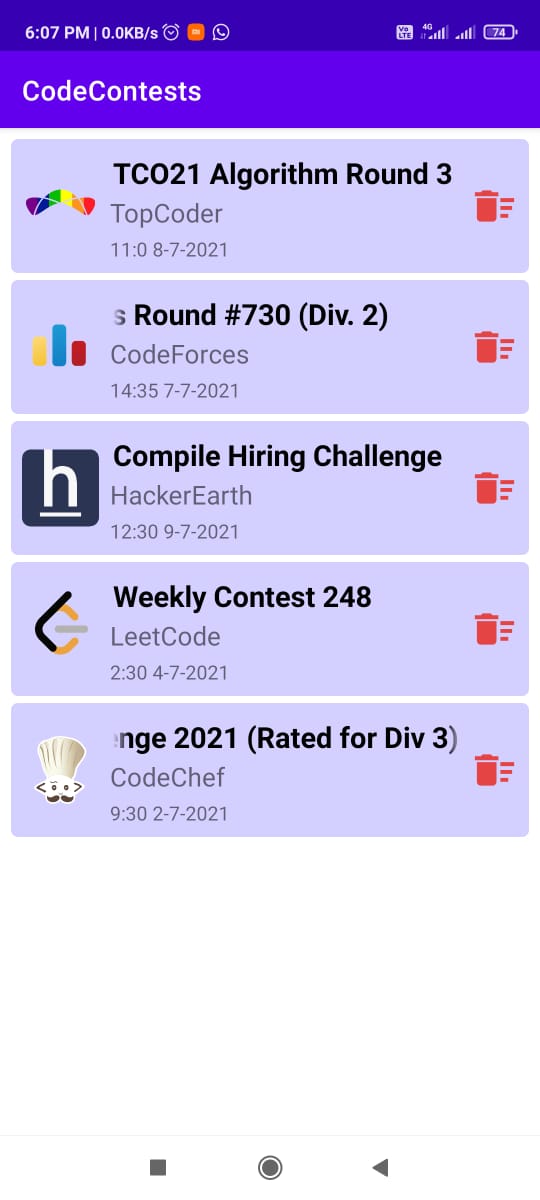 6:07 PM | 0.0KB/s
Vo LTE 4G 74
CodeContests
TCO21 Algorithm Round 3
TopCoder
11:0 8-7-2021
s Round #730 (Div. 2)
CodeForces
14:35 7-7-2021
h
Compile Hiring Challenge
HackerEarth
12:30 9-7-2021
Weekly Contest 248
LeetCode
2:30 4-7-2021
nge 2021 (Rated for Div 3)
CodeChef
9:30 2-7-2021